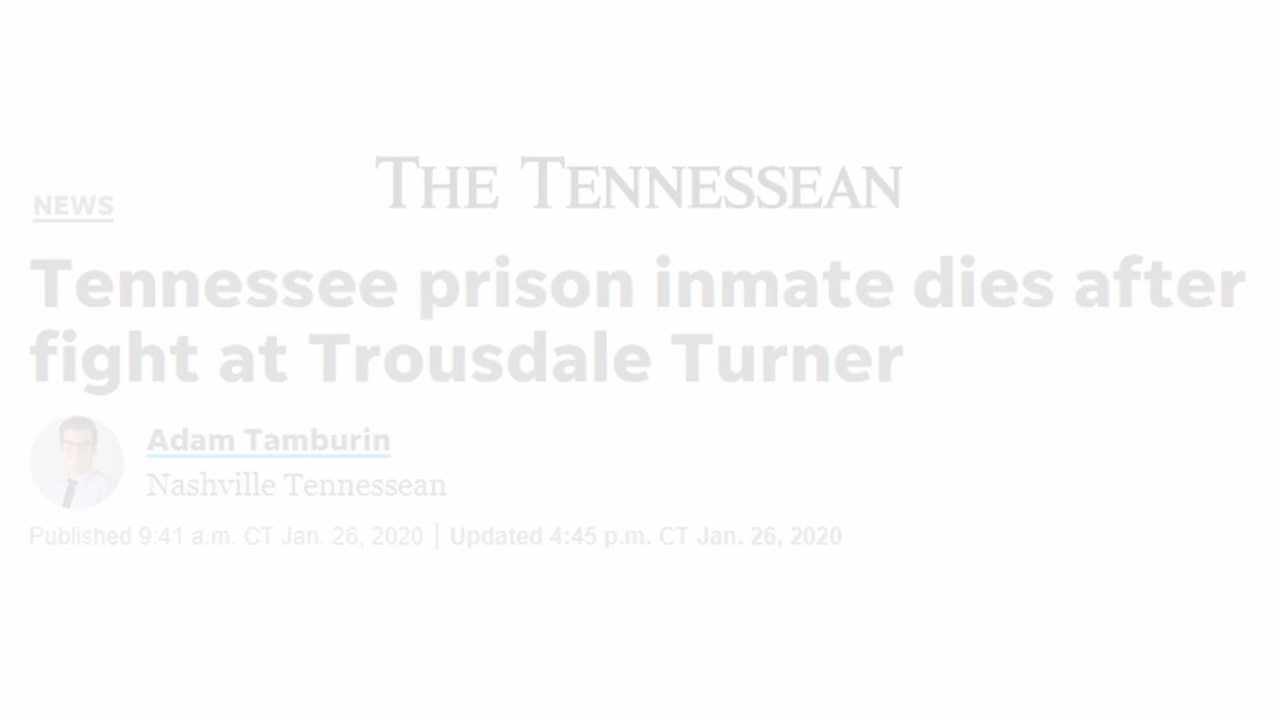 THE TENNESSEAN
NEWS
Tennessee prison inmate dies after
fight at Trousdale Turner
Adam Tamburin
Nashville Tennessean
Published 9:41 a.m. CT Jan. 26, 2020 | Updated 4:45 p.m. CT Jan. 26, 2020